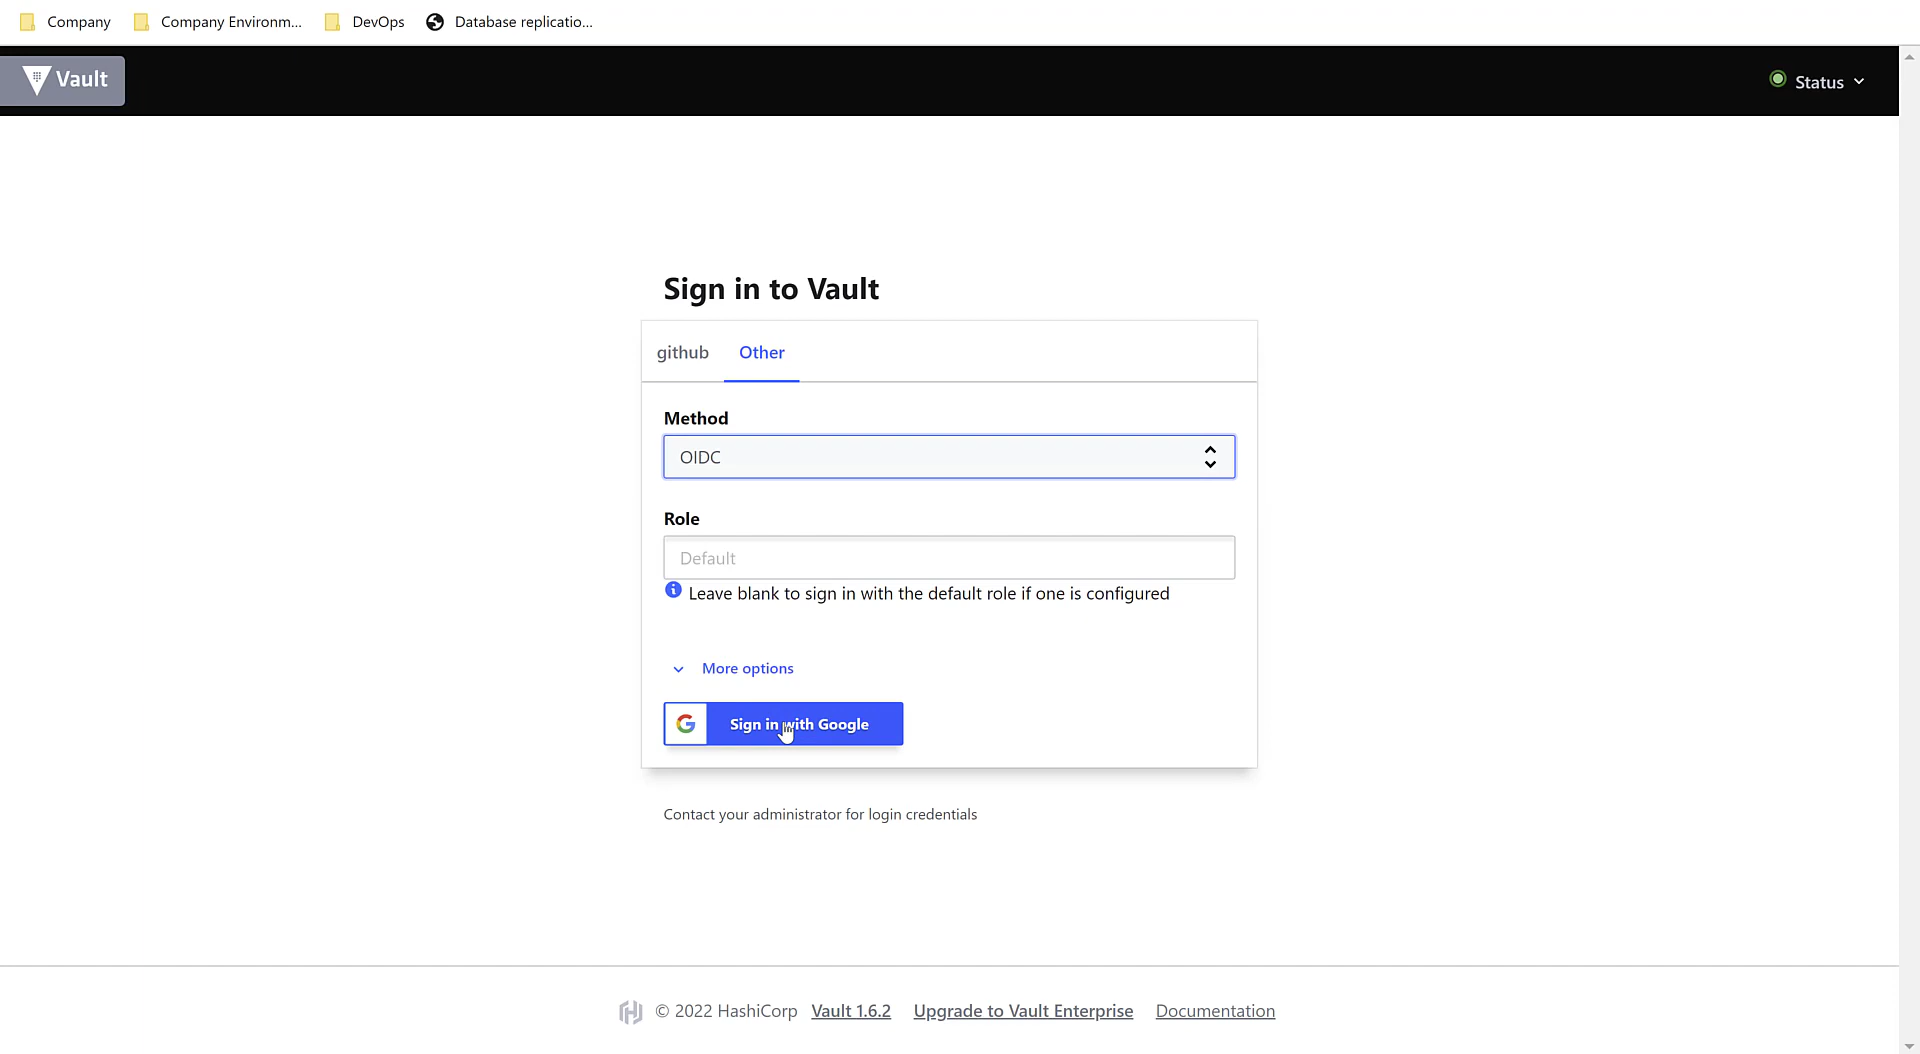 Company Company Environm... DevOps Database replicatio...
Vault Status
Sign in to Vault
github Other
Method
OIDC
Role
Default
Leave blank to sign in with the default role if one is configured
More options
Sign in with Google
Contact your administrator for login credentials
© 2022 HashiCorp Vault 1.6.2 Upgrade to Vault Enterprise Documentation